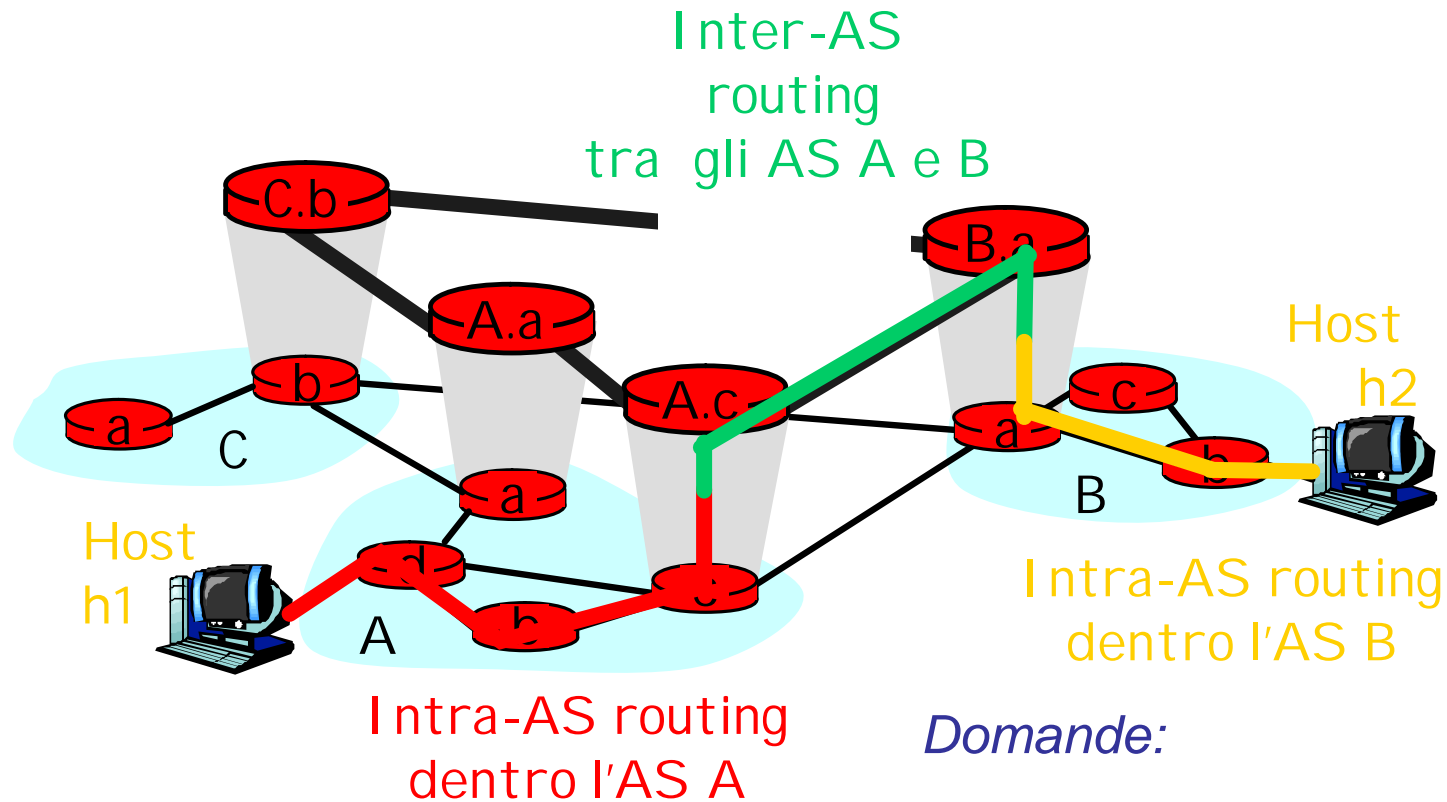 Inter-AS
routing
tra gli AS A e B
C.b
B.a
A.a
Host
h2
A.c
b
c
a
a
C
b
B
a
Host
h1
d
c
b
A
Intra-AS routing
dentro l'AS B
Intra-AS routing
dentro l'AS A
Domande: